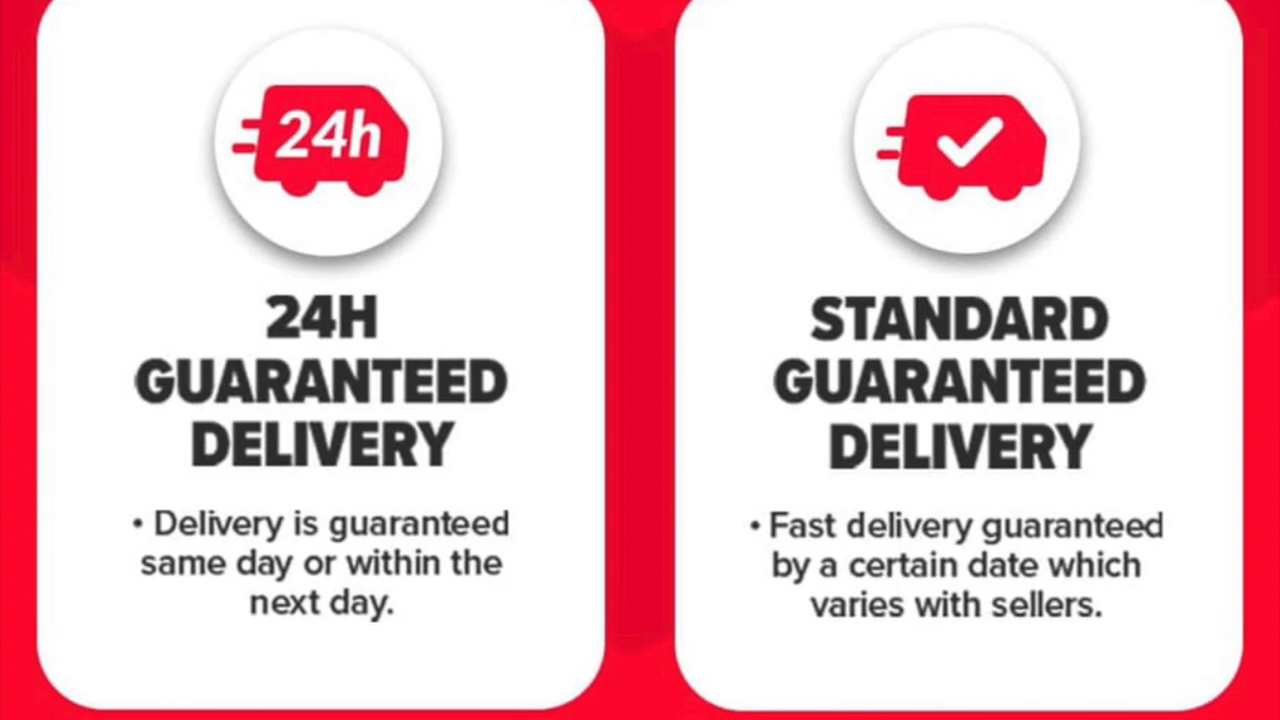 24h
24H
GUARANTEED
DELIVERY
• Delivery is guaranteed
same day or within the
next day.
STANDARD
GUARANTEED
DELIVERY
• Fast delivery guaranteed
by a certain date which
varies with sellers.